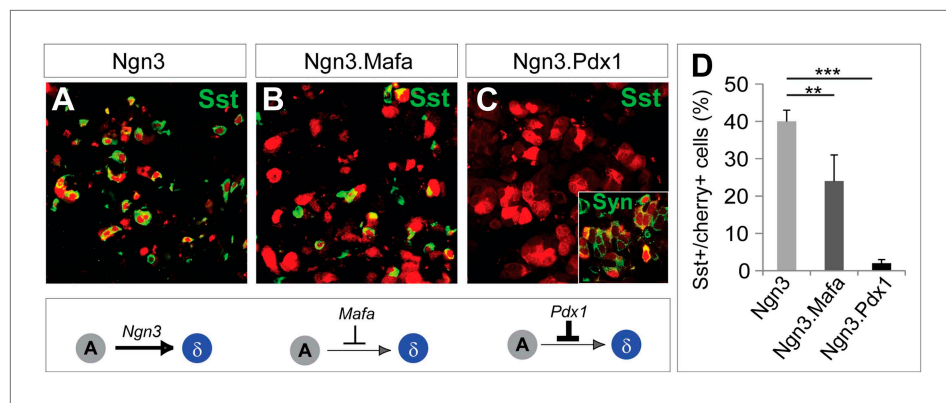 Ngn3
Ngn3.Mafa
Ngn3.Pdx1
A
Sst
B
Sst
C
Sst
Syn
D
Sst+/cherry+ cells (%)
50
40
30
20
10
0
***
**
Ngn3
Ngn3.Mafa
Ngn3.Pdx1
A
Ngn3
δ
A
Mafa
δ
A
Pdx1
δ